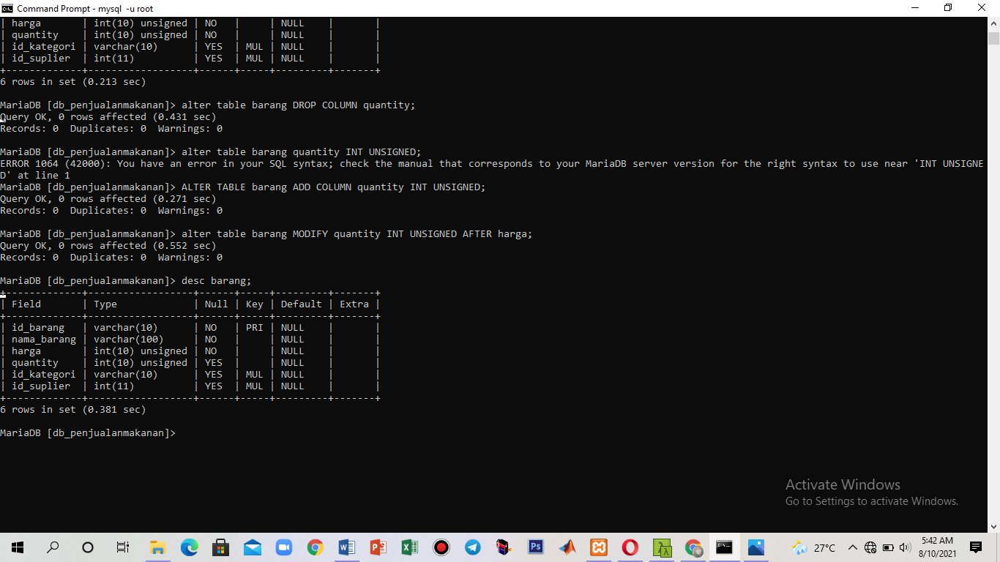 Command Prompt - mysql  -u root
| harga       | int(10) unsigned | NO   |     | NULL    |       |
| quantity    | int(10) unsigned | NO   |     | NULL    |       |
| id_kategori | varchar(10)      | YES  | MUL | NULL    |       |
| id_suplier  | int(11)          | YES  | MUL | NULL    |       |
+-------------+------------------+------+-----+---------+-------+
6 rows in set (0.213 sec)
MariaDB [db_penjualanmakanan]> alter table barang DROP COLUMN quantity;
Query OK, 0 rows affected (0.431 sec)
Records: 0  Duplicates: 0  Warnings: 0
MariaDB [db_penjualanmakanan]> alter table barang quantity INT UNSIGNED;
ERROR 1064 (42000): You have an error in your SQL syntax; check the manual that corresponds to your MariaDB server version for the right syntax to use near 'INT UNSIGNE
D' at line 1
MariaDB [db_penjualanmakanan]> ALTER TABLE barang ADD COLUMN quantity INT UNSIGNED;
Query OK, 0 rows affected (0.271 sec)
Records: 0  Duplicates: 0  Warnings: 0
MariaDB [db_penjualanmakanan]> alter table barang MODIFY quantity INT UNSIGNED AFTER harga;
Query OK, 0 rows affected (0.552 sec)
Records: 0  Duplicates: 0  Warnings: 0
MariaDB [db_penjualanmakanan]> desc barang;
+-------------+------------------+------+-----+---------+-------+
| Field       | Type             | Null | Key | Default | Extra |
+-------------+------------------+------+-----+---------+-------+
| id_barang   | varchar(10)      | NO   | PRI | NULL    |       |
| nama_barang | varchar(100)     | NO   |     | NULL    |       |
| harga       | int(10) unsigned | NO   |     | NULL    |       |
| quantity    | int(10) unsigned | YES  |     | NULL    |       |
| id_kategori | varchar(10)      | YES  | MUL | NULL    |       |
| id_suplier  | int(11)          | YES  | MUL | NULL    |       |
+-------------+------------------+------+-----+---------+-------+
6 rows in set (0.381 sec)
MariaDB [db_penjualanmakanan]>
Activate Windows
Go to Settings to activate Windows.
Ps
27°C
5:42 AM
8/10/2021